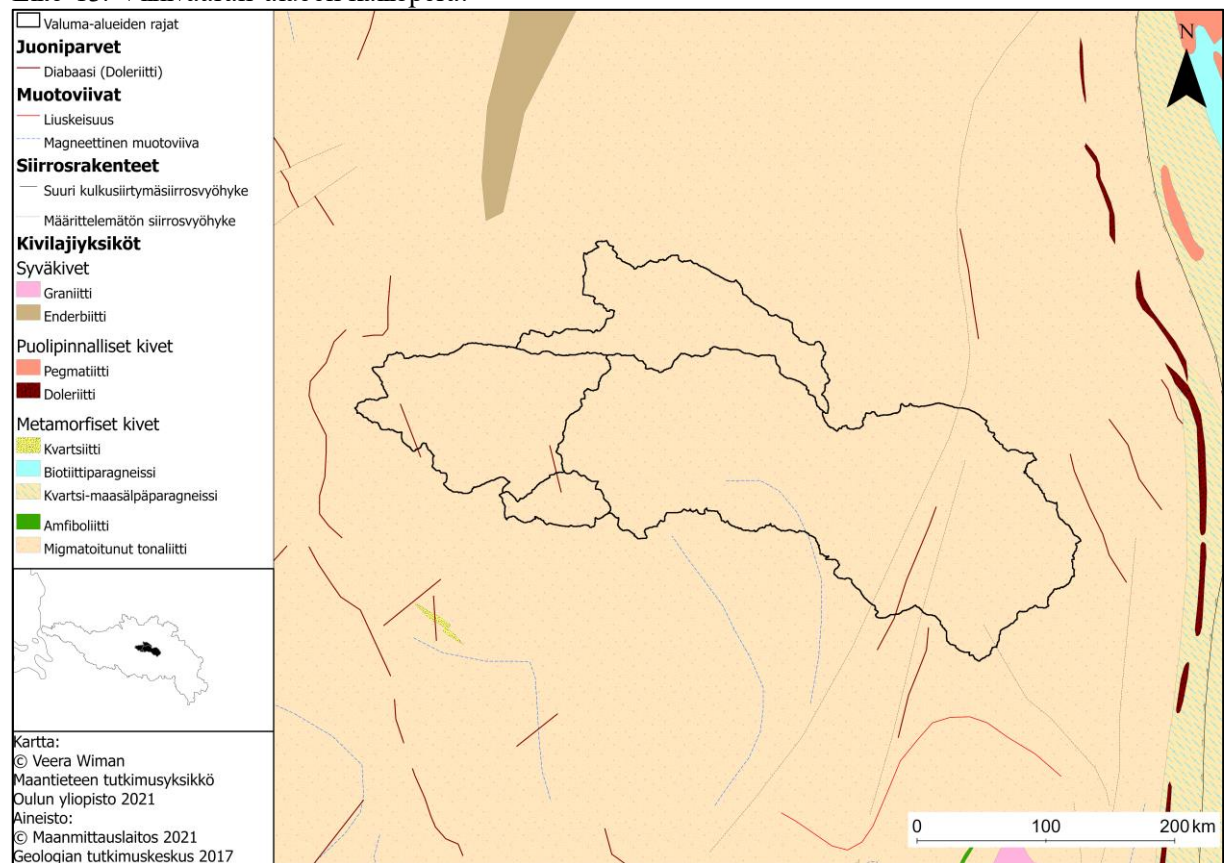 Valuma-alueiden rajat
Juoniparvet
Diabaasi (Doleriitti)
Muotoviivat
Liuskeisuus
Magneettinen muotoviiva
Siirrosrakenteet
Suuri kulkusiirtymäsiirrosvyöhyke
Määrittelemätön siirrosvyöhyke
Kivilajiyksiköt
Syväkivet
Graniitti
Enderbiitti
Puolipinnalliset kivet
Pegmatiitti
Doleriitti
Metamorfiset kivet
Kvartsiitti
Biotiittiparagneissi
Kvartsi-maasälpäparagneissi
Amfiboliitti
Migmatoitunut tonaliitti
Kartta:
© Veera Wiman
Maantieteen tutkimusyksikkö
Oulun yliopisto 2021
Aineisto:
© Maanmittauslaitos 2021
Geologian tutkimuskeskus 2017
N
0 100 200 km